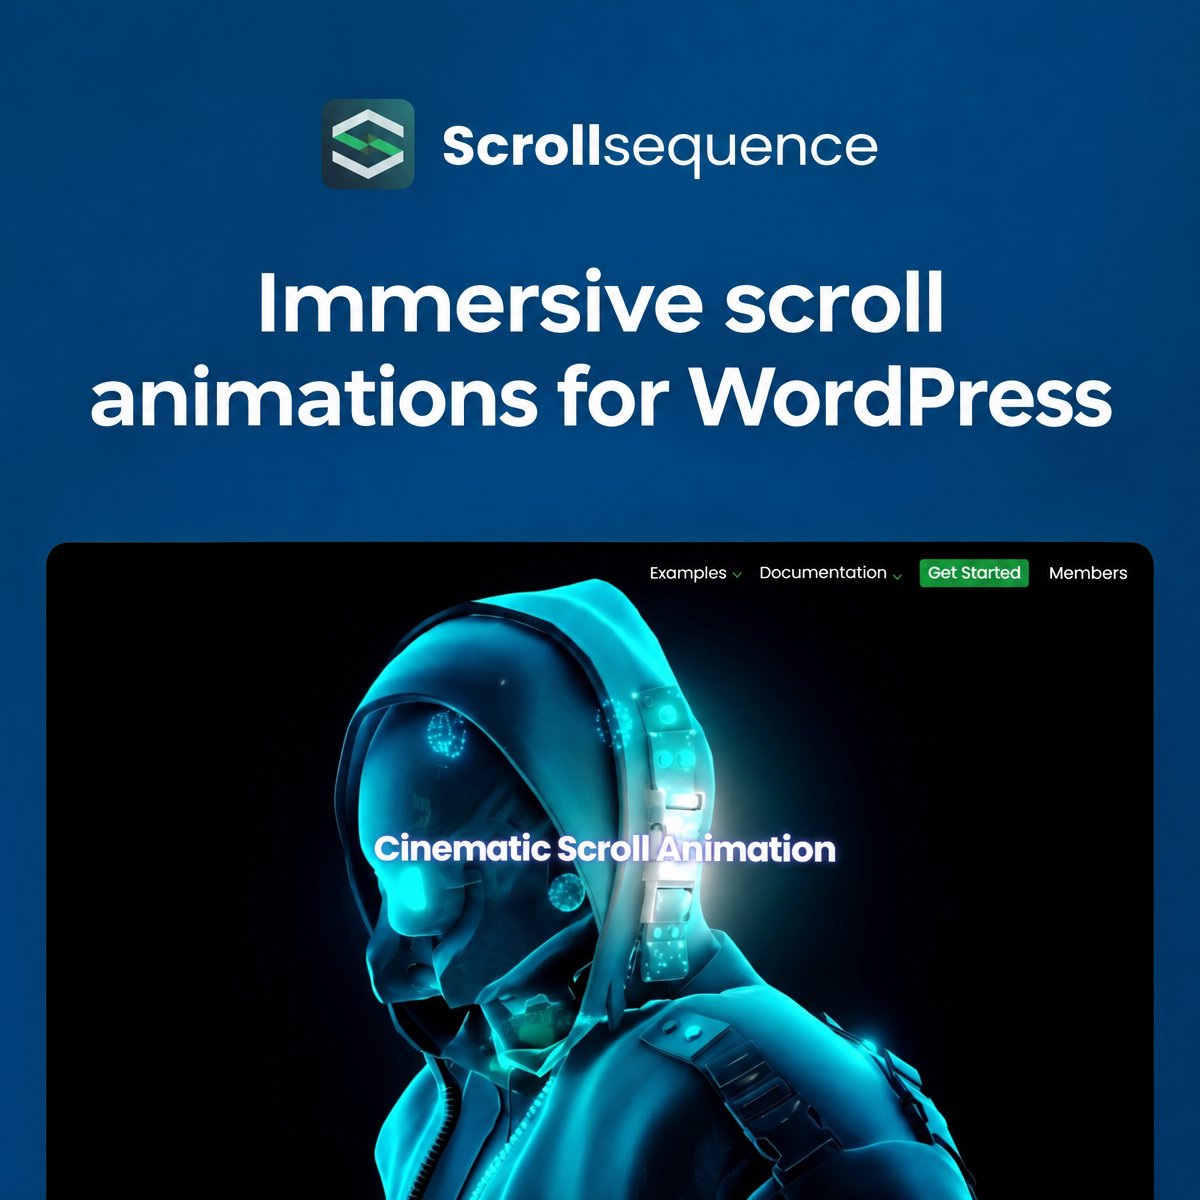 Scrollsequence
Immersive scroll
animations for WordPress
Examples Documentation Get Started Members
Cinematic Scroll Animation